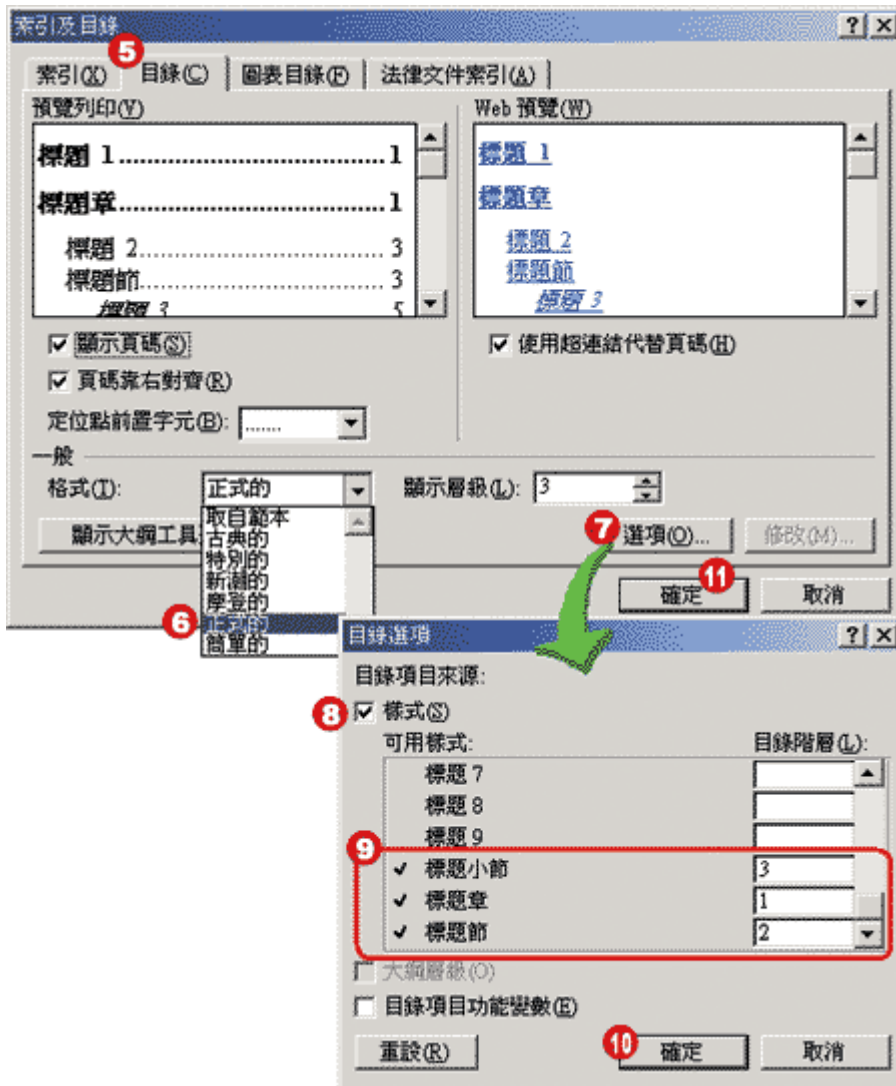 索引及目錄
5
索引(X) 目錄(C) 圖表目錄(F) 法律文件索引(A)
預覽列印(V) Web 預覽(W)
標題 1..................................1
標題章..................................1
標題 2............................. 3
標題節............................. 3
標題 3 5
標題 1
標題章
標題 2
標題節
標題 3
顯示頁碼(S) 使用超連結代替頁碼(H)
頁碼靠右對齊(R)
定位點前置字元(B): .......
一般
格式(T): 正式的 顯示層級(L): 3
取自範本
古典的
特別的
新潮的
摩登的
6 正式的
簡單的
顯示大綱工具 7 選項(O)... 修改(M)...
11 確定 取消
目錄選項
目錄項目來源:
8 樣式(S)
可用樣式: 目錄階層(L):
標題 7
標題 8
標題 9
9
標題小節 3
標題章 1
標題節 2
大綱層級(O)
目錄項目功能變數(E)
重設(R) 10 確定 取消